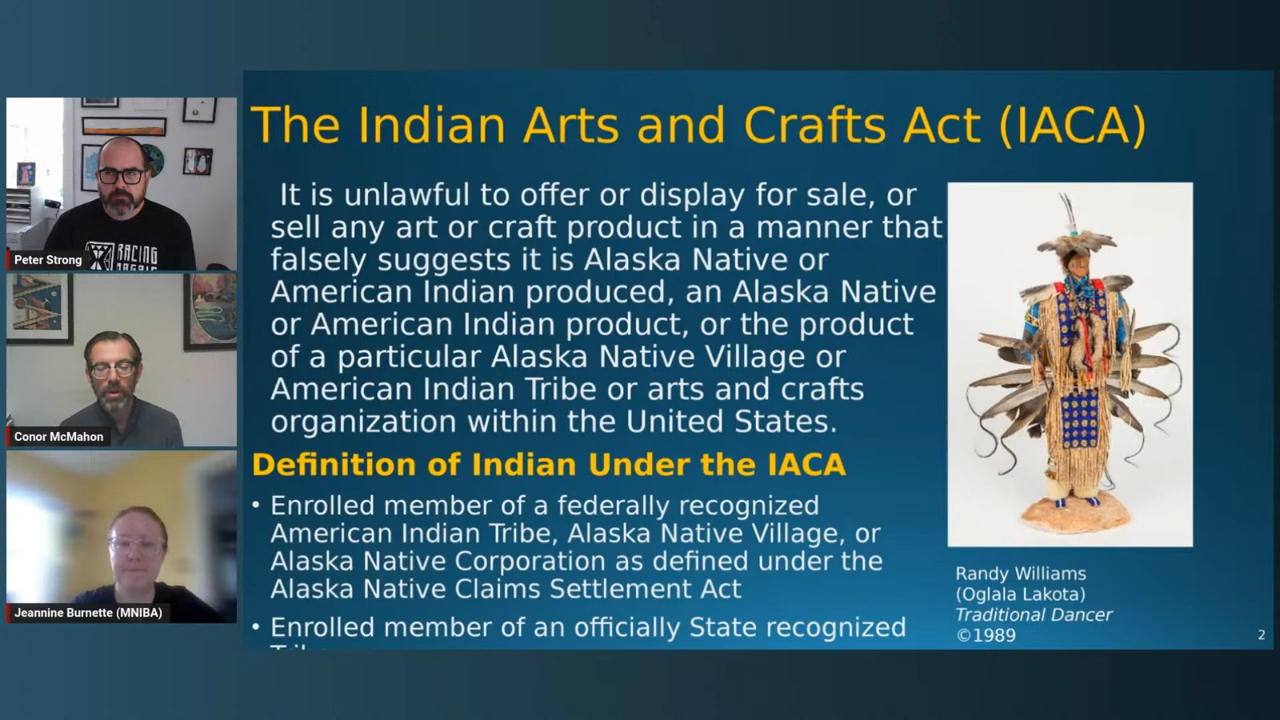 The Indian Arts and Crafts Act (IACA)
It is unlawful to offer or display for sale, or
sell any art or craft product in a manner that
falsely suggests it is Alaska Native or
American Indian produced, an Alaska Native
or American Indian product, or the product
of a particular Alaska Native Village or
American Indian Tribe or arts and crafts
organization within the United States.
Definition of Indian Under the IACA
• Enrolled member of a federally recognized
American Indian Tribe, Alaska Native Village, or
Alaska Native Corporation as defined under the
Alaska Native Claims Settlement Act
• Enrolled member of an officially State recognized
Randy Williams
(Oglala Lakota)
Traditional Dancer
©1989
2
RACING
Peter Strong
Conor McMahon
Jeannine Burnette (MNIBA)